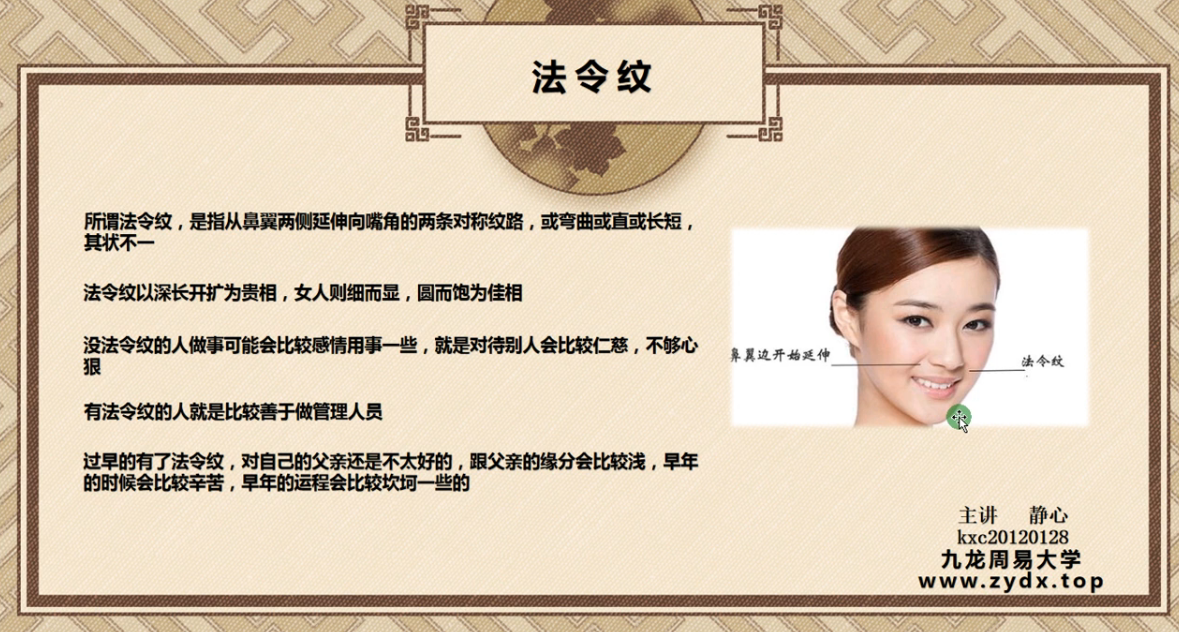 法令纹
所谓法令纹，是指从鼻翼两侧延伸向嘴角的两条对称纹路，或弯曲或直或长短，
其状不一
法令纹以深长开扩为贵相，女人则细而显，圆而饱为佳相
没法令纹的人做事可能会比较感情用事一些，就是对待别人会比较仁慈，不够心
狠
有法令纹的人就是比较善于做管理人员
过早的有了法令纹，对自己的父亲还是不太好的，跟父亲的缘分会比较浅，早年
的时候会比较辛苦，早年的运程会比较坎坷一些的
鼻翼边开始延伸
法令纹
主讲 静心
kxc20120128
九龙周易大学
www.zydx.top